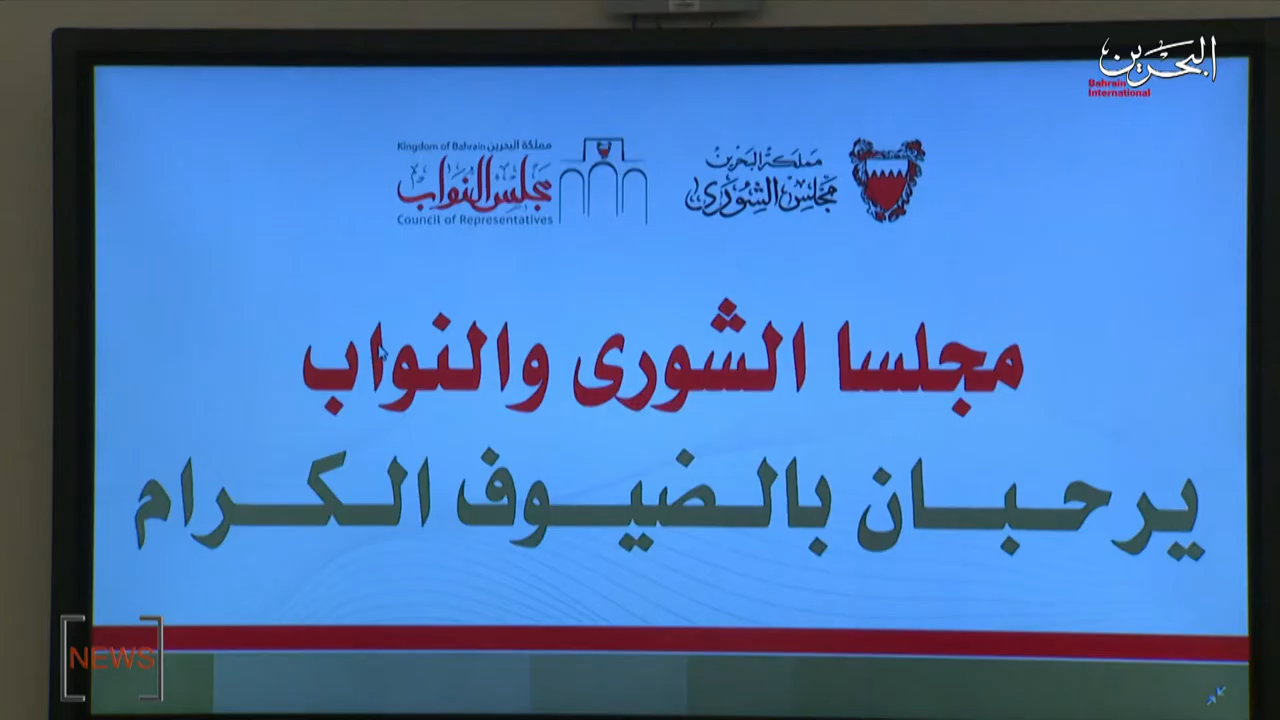 البحرين
Bahrain
International
مملكة البحرين
مجلس الشورى
Kingdom of Bahrain مملكة البحرين
مجلس النواب
Council of Representatives
مجلسا الشورى والنواب
يرحبان بالضيوف الكرام
NEWS